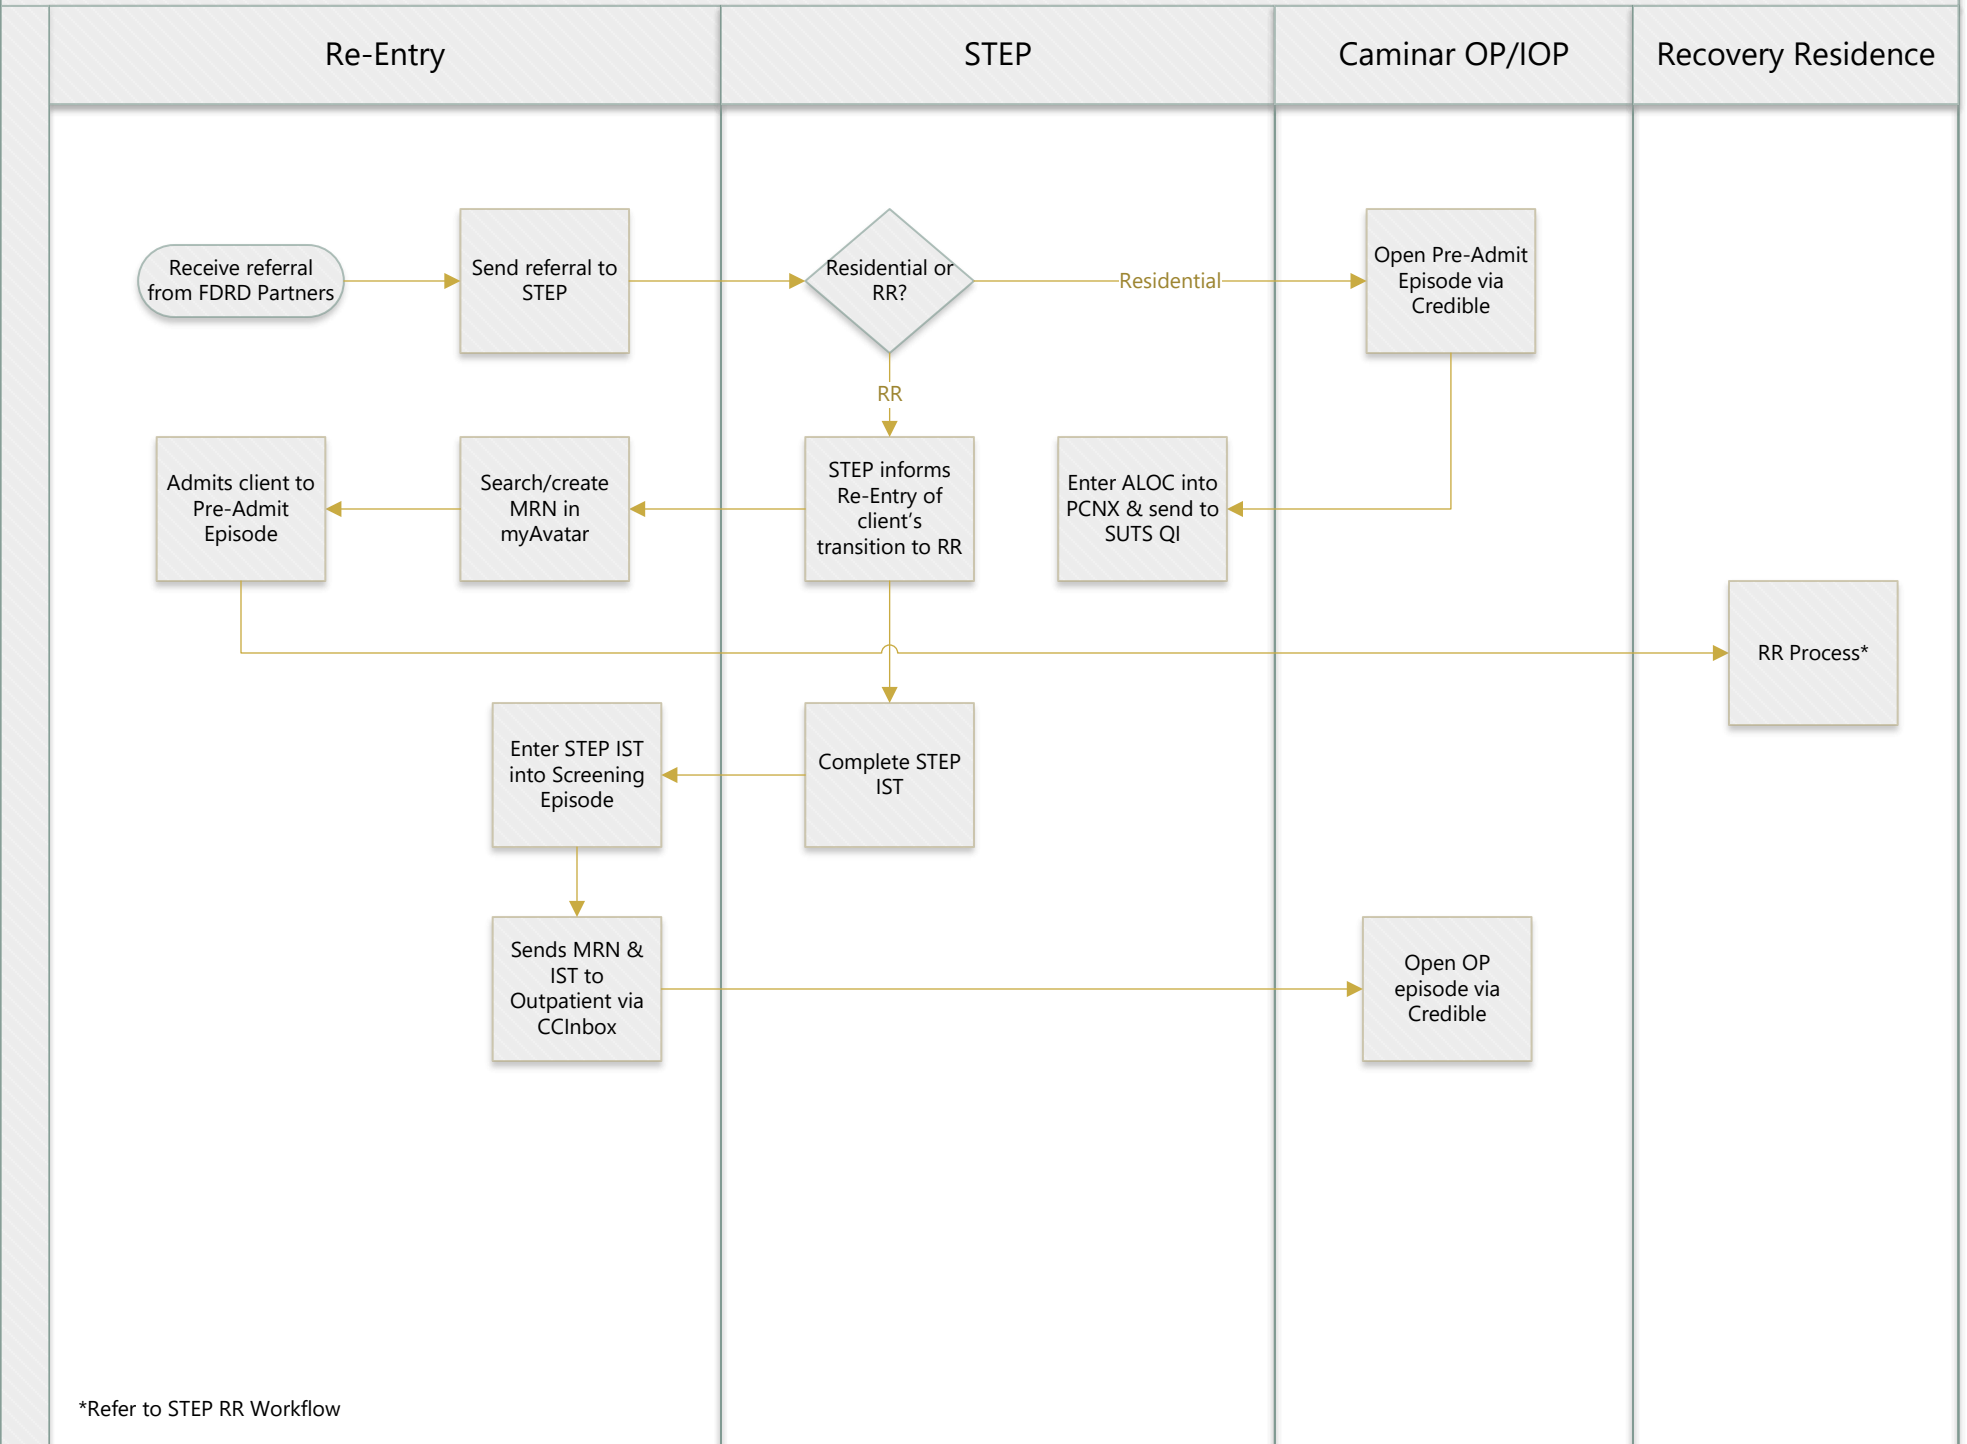 Re-Entry
STEP
Caminar OP/IOP
Recovery Residence
Receive referral
from FDRD Partners
Send referral to
STEP
Residential or
RR?
Residential
Open Pre-Admit
Episode via
Credible
RR
Admits client to
Pre-Admit
Episode
Search/create
MRN in
myAvatar
STEP informs
Re-Entry of
client's
transition to RR
Enter ALOC into
PCNX & send to
SUTS QI
RR Process*
Enter STEP IST
into Screening
Episode
Complete STEP
IST
Sends MRN &
IST to
Outpatient via
CCInbox
Open OP
episode via
Credible
*Refer to STEP RR Workflow